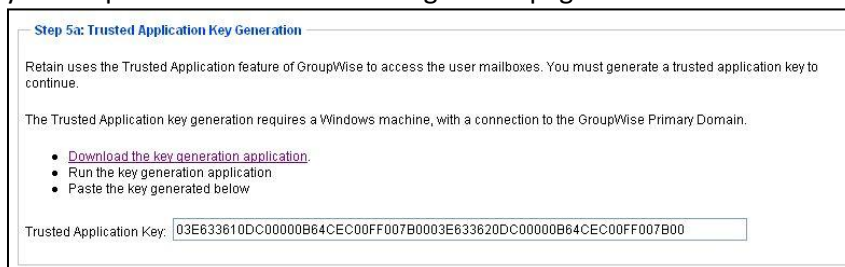 Step 5a: Trusted Application Key Generation
Retain uses the Trusted Application feature of GroupWise to access the user mailboxes. You must generate a trusted application key to
continue.
The Trusted Application key generation requires a Windows machine, with a connection to the GroupWise Primary Domain.
Download the key generation application.
Run the key generation application
Paste the key generated below
Trusted Application Key: 03E633610DC00000B64CEC00FF007B0003E633620DC00000B64CEC00FF007B00